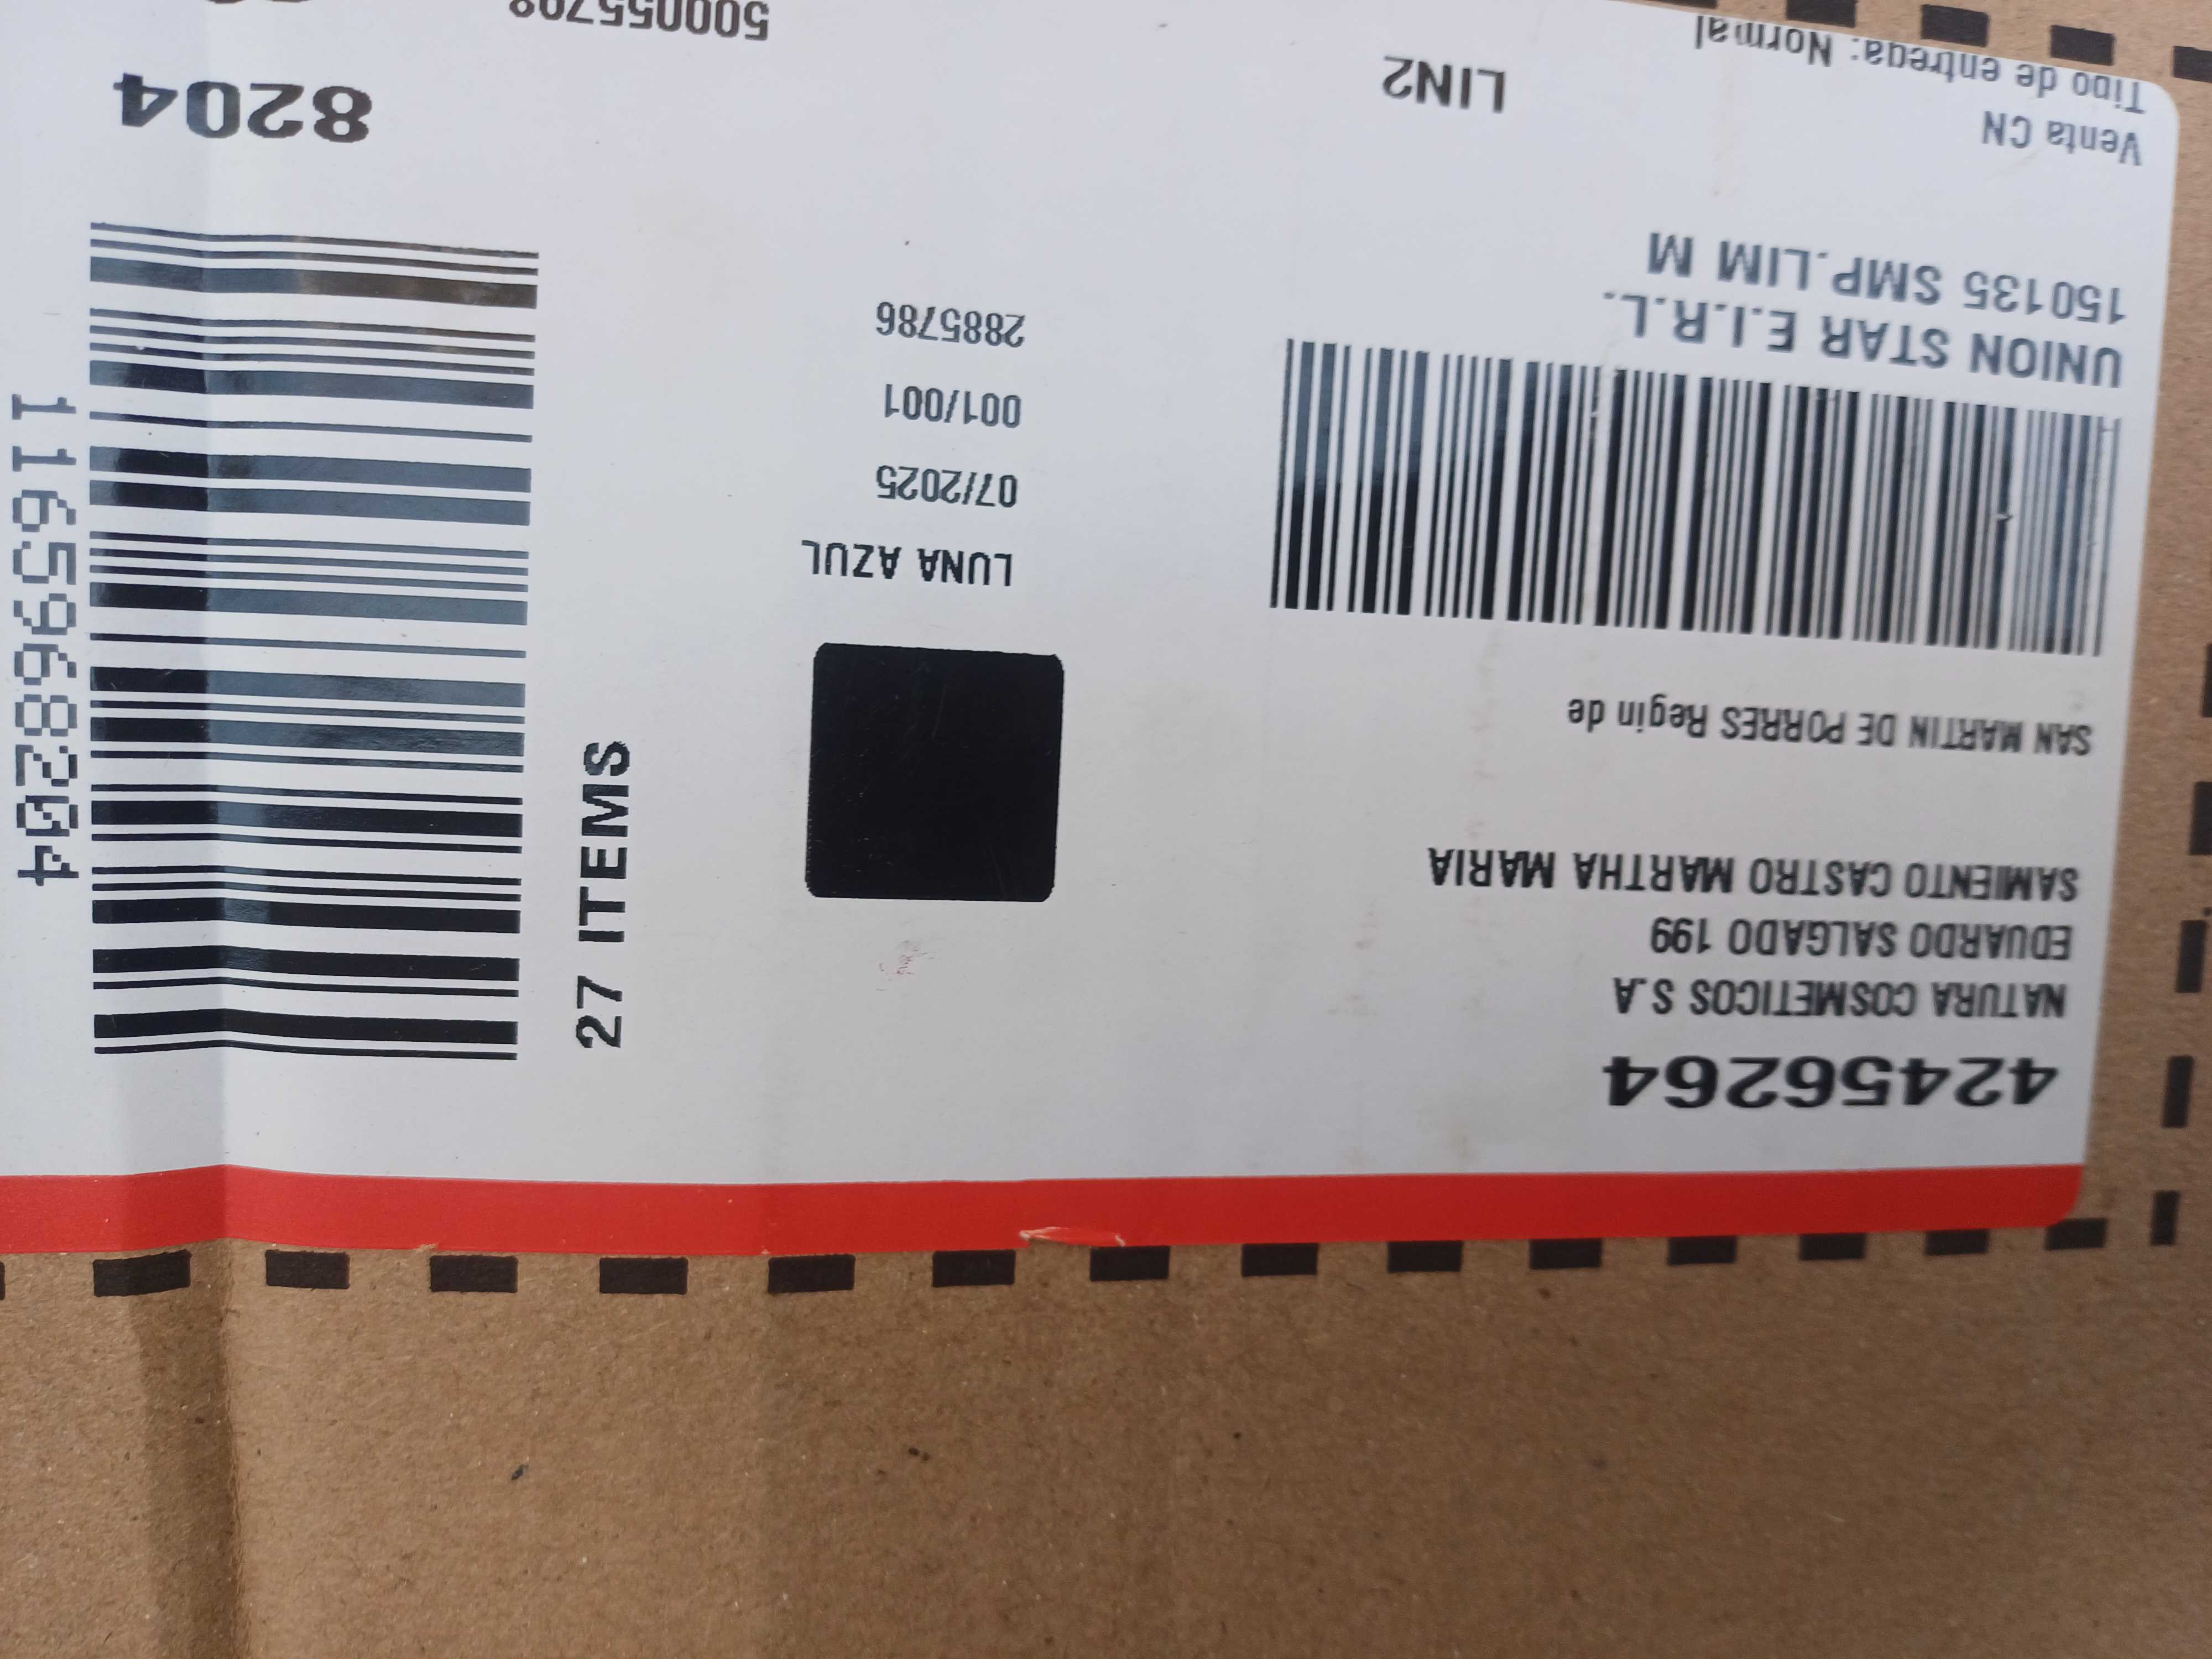 42456264
NATURA COSMETICOS S.A
EDUARDO SALGADO 199
SAMIENTO CASTRO MARTHA MARIA
SAN MARTIN DE PORRES Regin de
UNION STAR E.I.R.L.
150135 SMP.LIM M
Venta CN
Tipo de entrega: Normal
LIN2
LUNA AZUL
07/2025
001/001
2885786
27 ITEMS
11659968204
8204